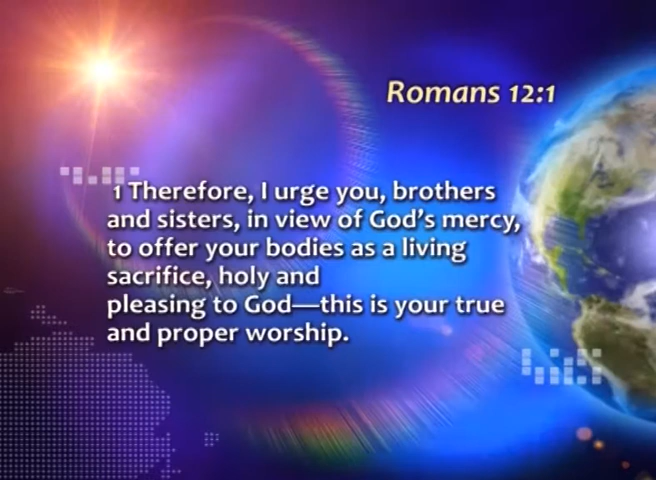 Romans 12:1
1 Therefore, I urge you, brothers
and sisters, in view of God's mercy,
to offer your bodies as a living
sacrifice, holy and
pleasing to God—this is your true
and proper worship.